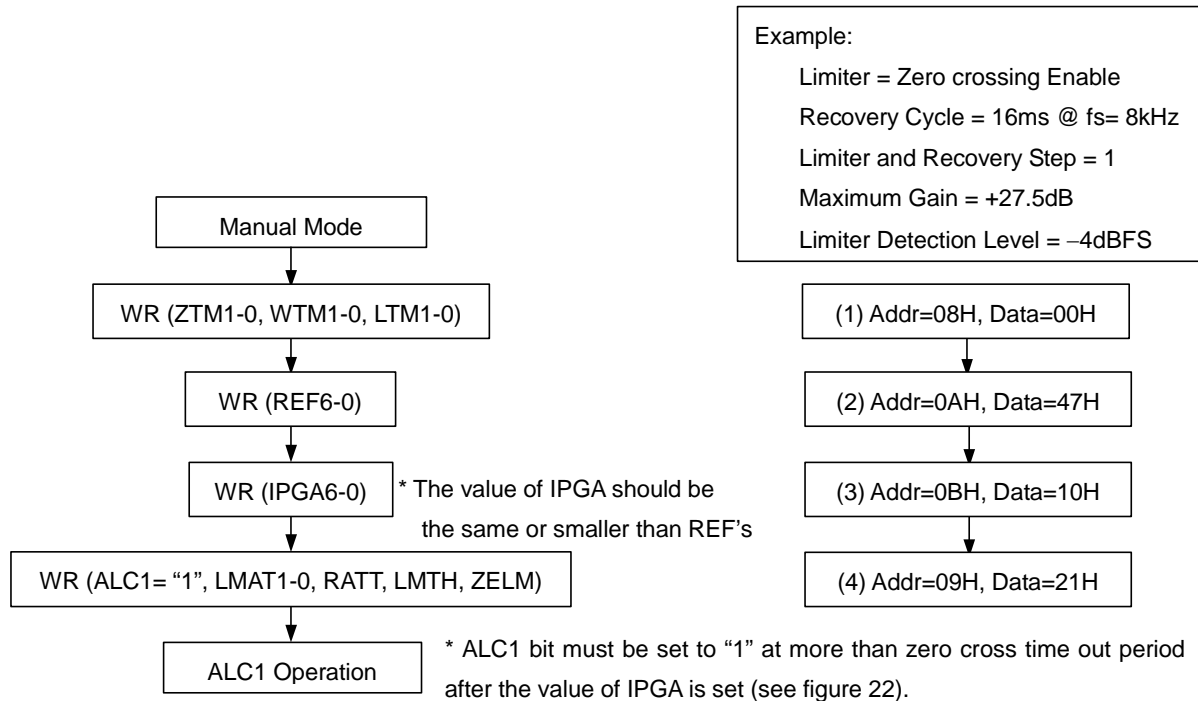 Example:
Limiter = Zero crossing Enable
Recovery Cycle = 16ms @ fs= 8kHz
Limiter and Recovery Step = 1
Maximum Gain = +27.5dB
Limiter Detection Level = −4dBFS
Manual Mode
WR (ZTM1-0, WTM1-0, LTM1-0)
WR (REF6-0)
WR (IPGA6-0)
* The value of IPGA should be
the same or smaller than REF's
WR (ALC1= “1”, LMAT1-0, RATT, LMTH, ZELM)
ALC1 Operation
(1) Addr=08H, Data=00H
(2) Addr=0AH, Data=47H
(3) Addr=0BH, Data=10H
(4) Addr=09H, Data=21H
* ALC1 bit must be set to “1” at more than zero cross time out period
after the value of IPGA is set (see figure 22).